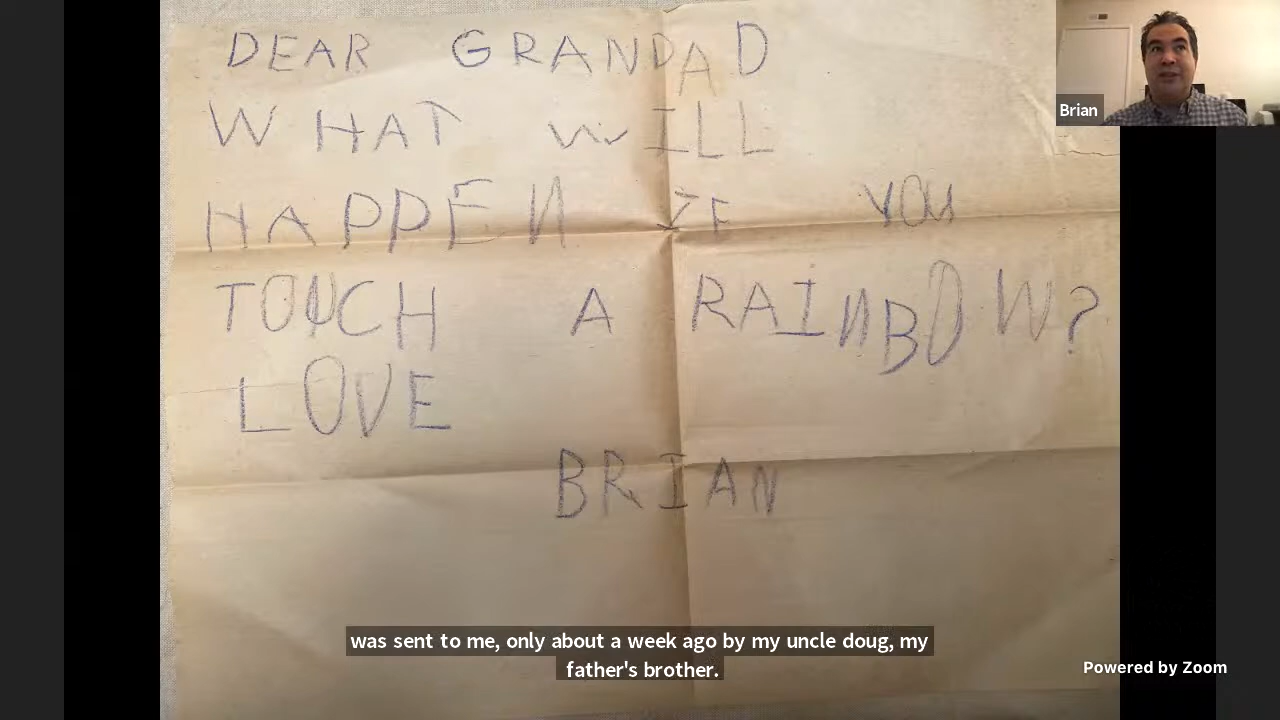 DEAR GRANDAD
WHAT WILL
HAPPEN IF YOU
TOUCH A RAINBOW?
LOVE
BRIAN
Brian
was sent to me, only about a week ago by my uncle doug, my
father's brother.
Powered by Zoom